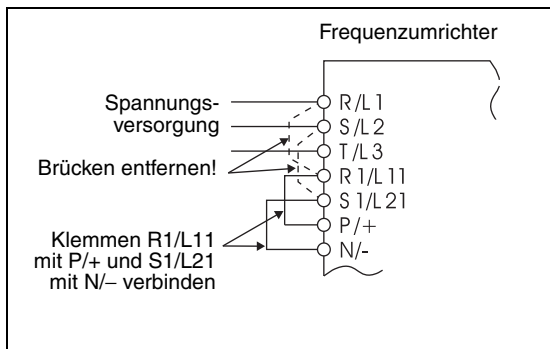 Frequenzumrichter
Spannungs-
versorgung
Brücken entfernen!
Klemmen R1/L11
mit P/+ und S1/L21
mit N/− verbinden
R/L1
S/L2
T/L3
R1/L11
S1/L21
P/+
N/-